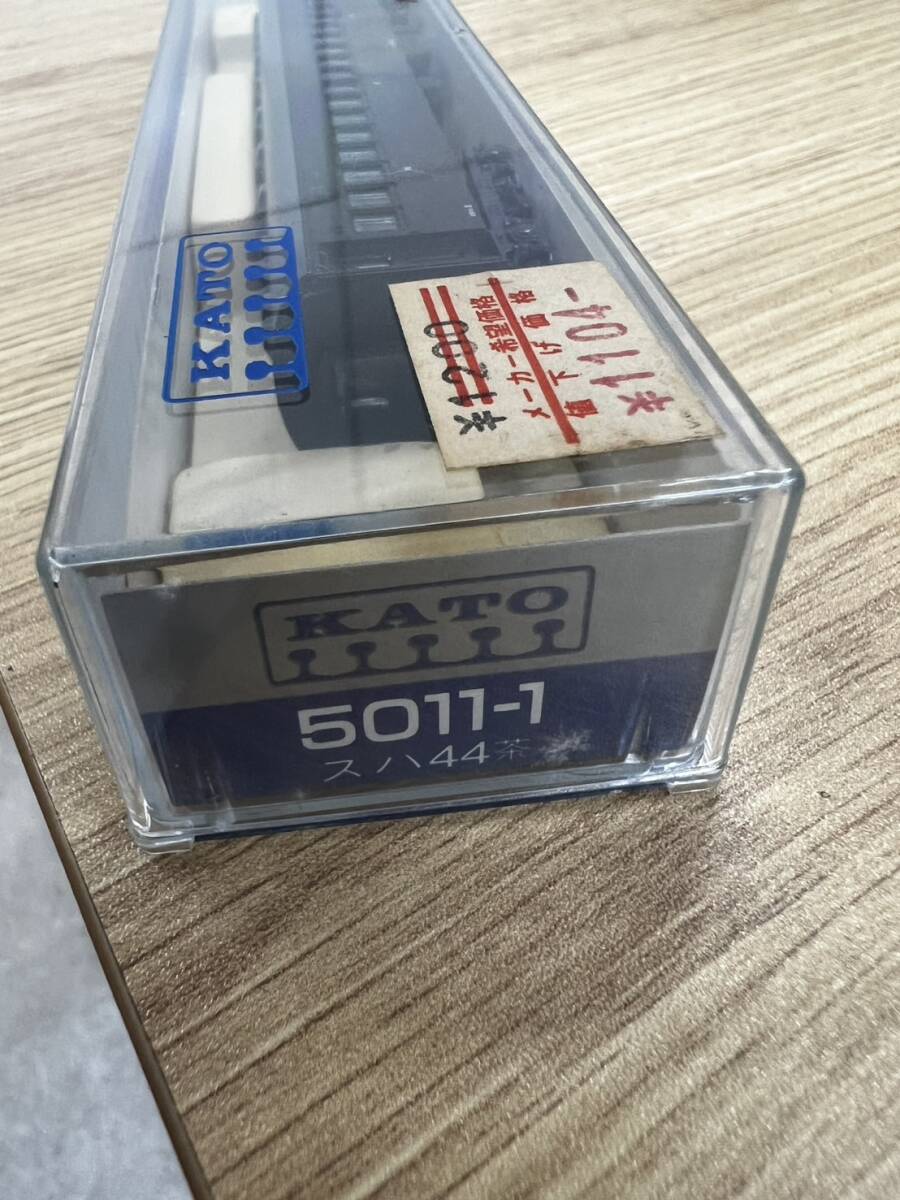 KATO
¥1200
メーカー希望価格
値下げ価格
¥1104-
KATO
5011-1
スハ44茶